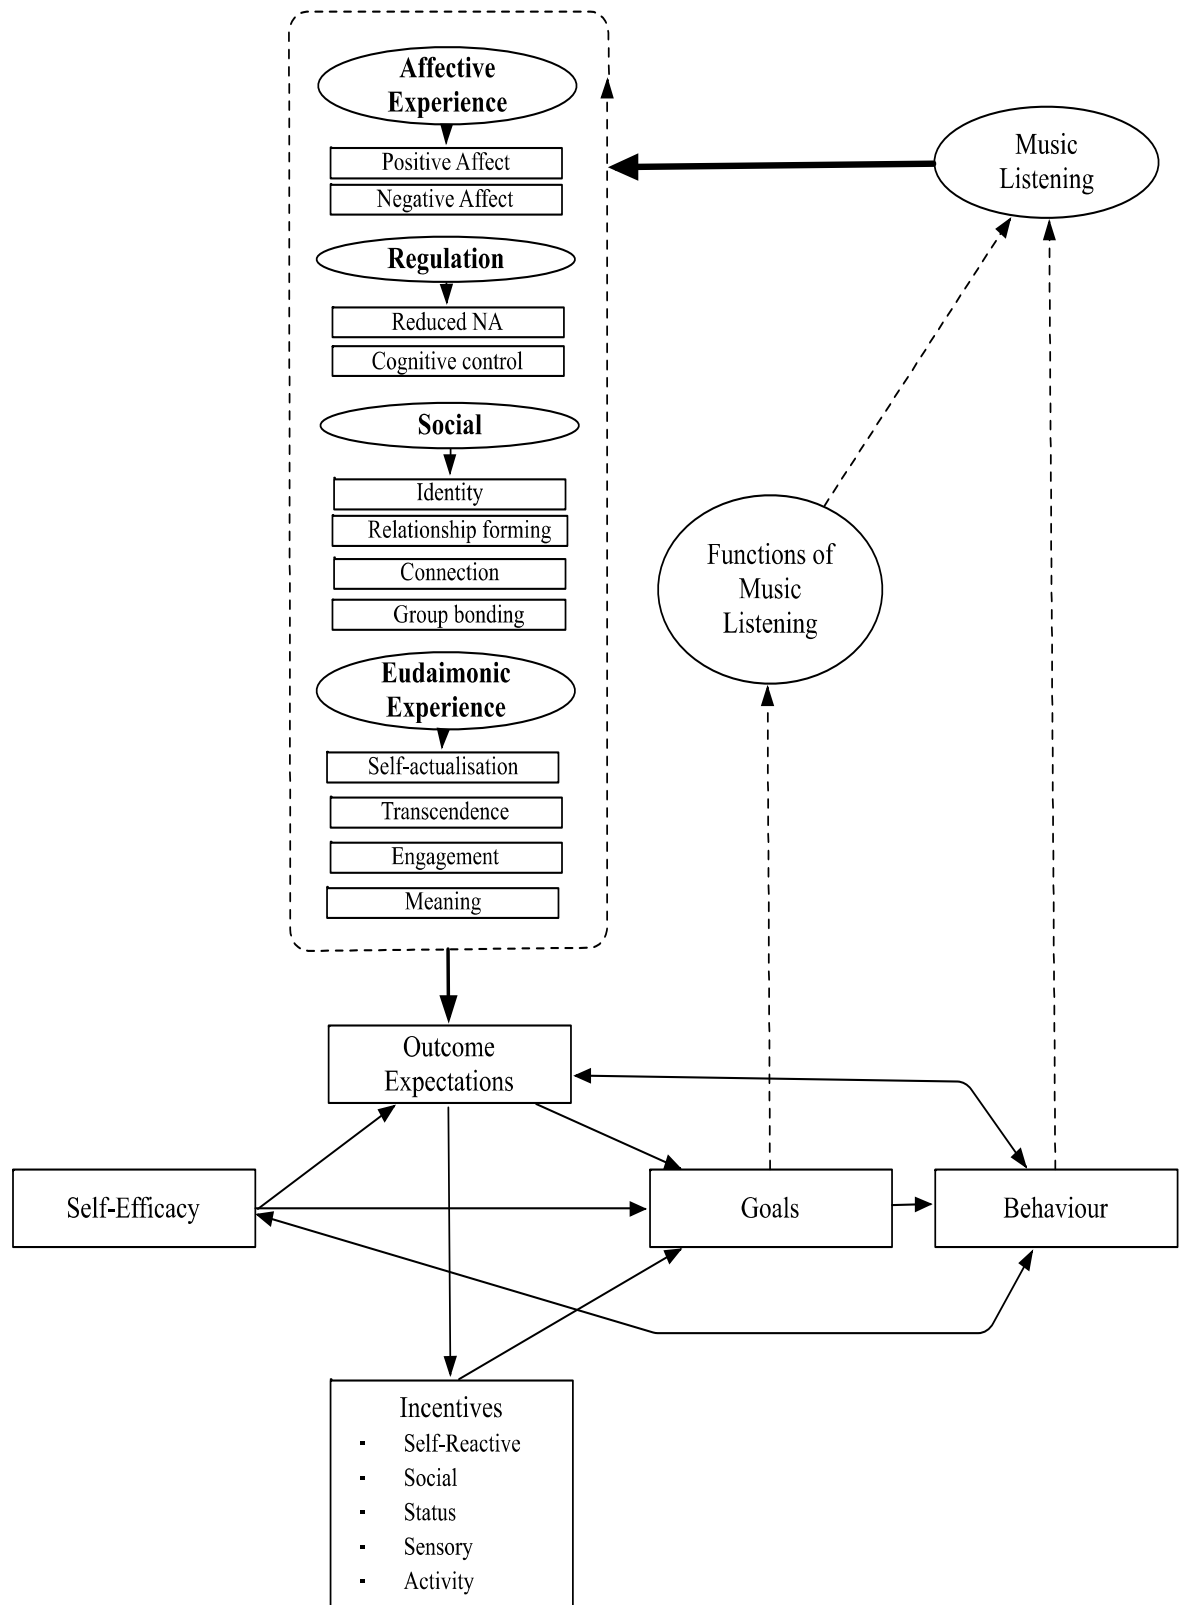 Affective
Experience
Positive Affect
Negative Affect
Regulation
Reduced NA
Cognitive control
Social
Identity
Relationship forming
Connection
Group bonding
Eudaimonic
Experience
Self-actualisation
Transcendence
Engagement
Meaning
Music
Listening
Functions of
Music
Listening
Outcome
Expectations
Self-Efficacy
Goals
Behaviour
Incentives
- Self-Reactive
- Social
- Status
- Sensory
- Activity